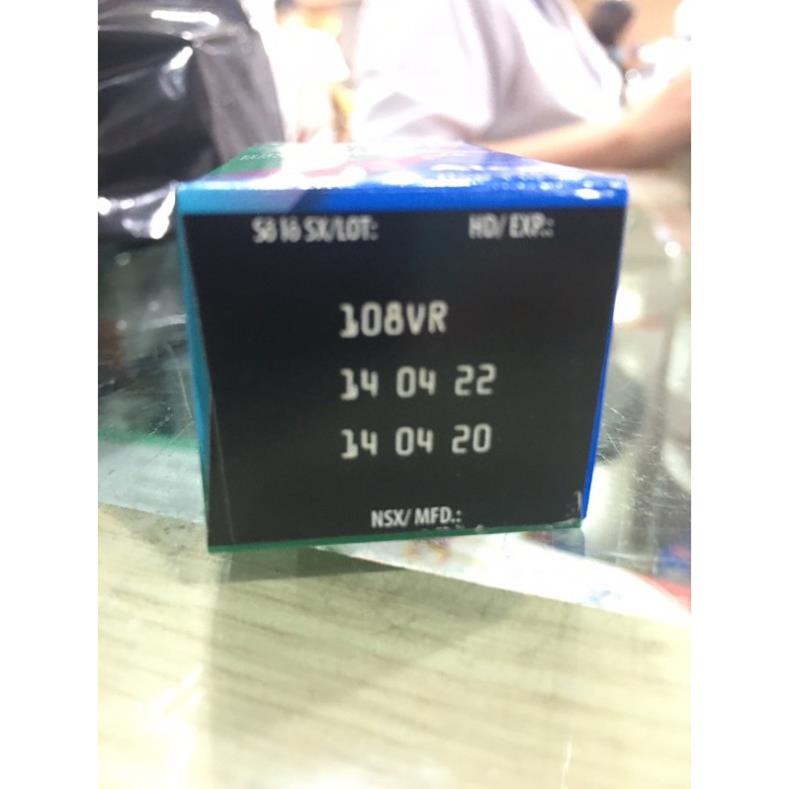 Số lô SX/LOT: HD/ EXP.:
108VR
14 04 22
14 04 20
NSX/ MFD.: